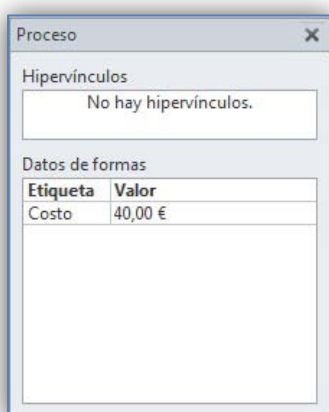 Proceso
Hipervínculos
No hay hipervínculos.
Datos de formas
Etiqueta Valor
Costo 40,00 €